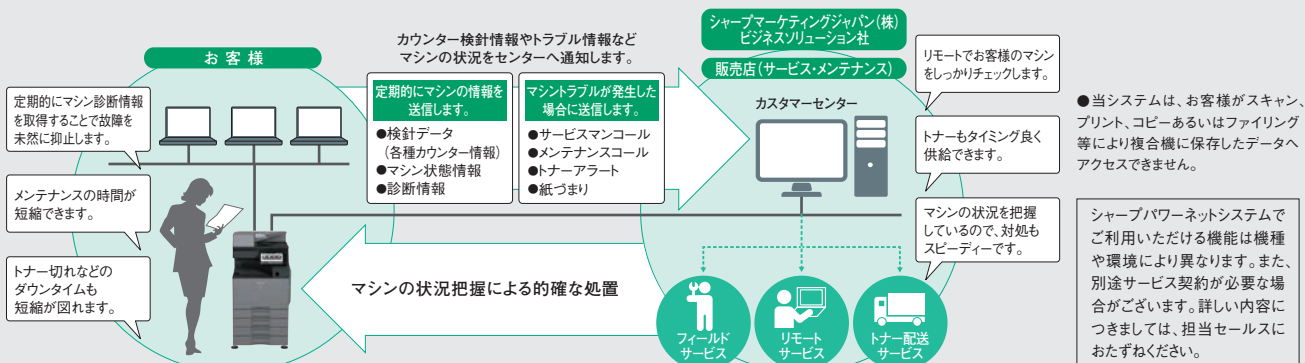 お客様
定期的にマシン診断情報
を取得することで故障を
未然に抑止します。
メンテナンスの時間が
短縮できます。
トナー切れなどの
ダウンタイムも
短縮が図れます。
カウンター検針情報やトラブル情報など
マシンの状況をセンターへ通知します。
定期的にマシンの情報を
送信します。
●検針データ
（各種カウンター情報）
●マシン状態情報
●診断情報
マシントラブルが発生した
場合に送信します。
●サービスマンコール
●メンテナンスコール
●トナーアラート
●紙づまり
マシンの状況把握による的確な処置
シャープマーケティングジャパン（株）
ビジネスソリューション社
販売店（サービス・メンテナンス）
カスタマーセンター
フィールド
サービス
リモート
サービス
トナー配送
サービス
リモートでお客様のマシン
をしっかりチェックします。
トナーもタイミング良く
供給できます。
マシンの状況を把握
しているので、対処も
スピーディーです。
●当システムは、お客様がスキャン、
プリント、コピーあるいはファイリング
等により複合機に保存したデータへ
アクセスできません。
シャープパワーネットシステムで
ご利用いただける機能は機種
や環境により異なります。また、
別途サービス契約が必要な場
合がございます。詳しい内容に
つきましては、担当セールスに
おたずねください。